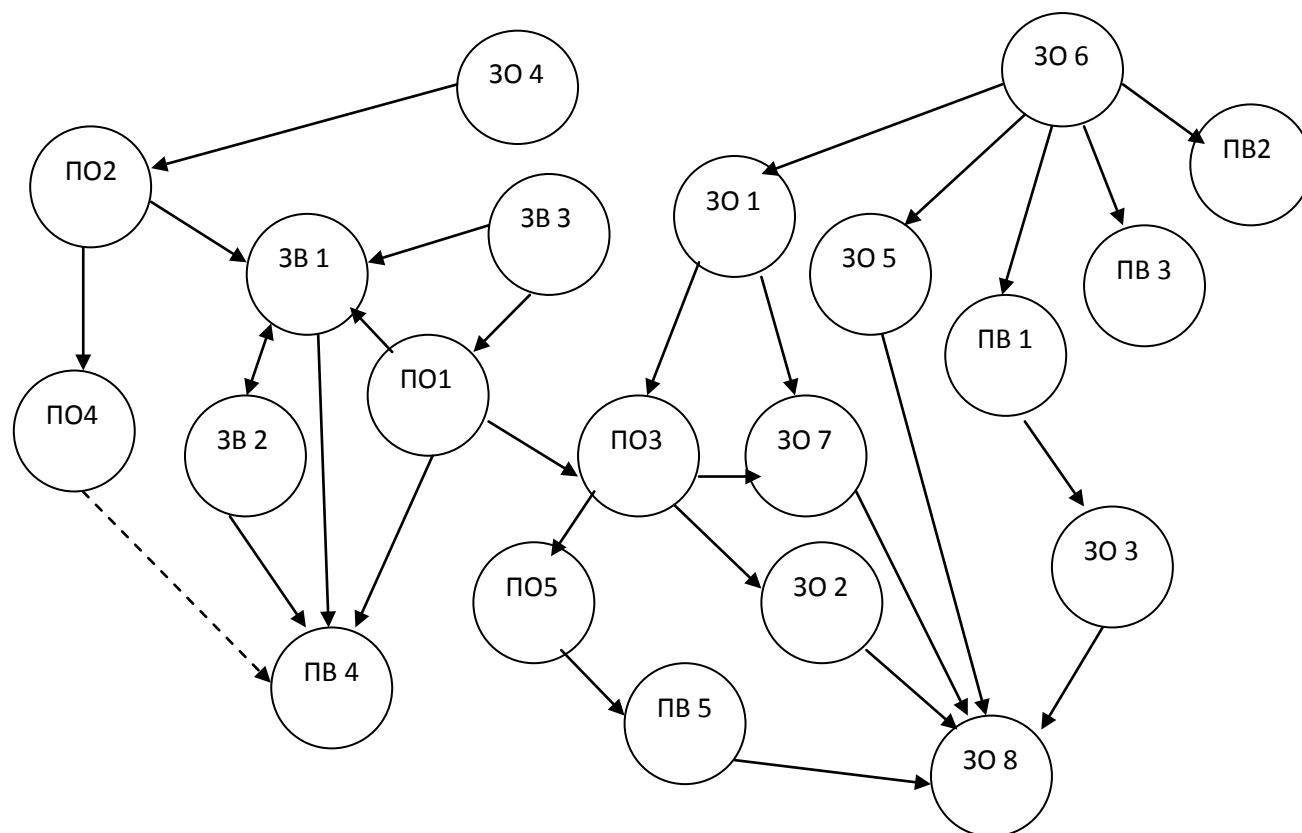 ЗО 4
ЗО 6
ПВ2
ПО2
ЗО 1
ЗВ 3
ЗВ 1
ЗО 5
ПВ 3
ПВ 1
ПО1
ПО4
ЗВ 2
ПО3
ЗО 7
ЗО 3
ПО5
ЗО 2
ПВ 4
ПВ 5
ЗО 8